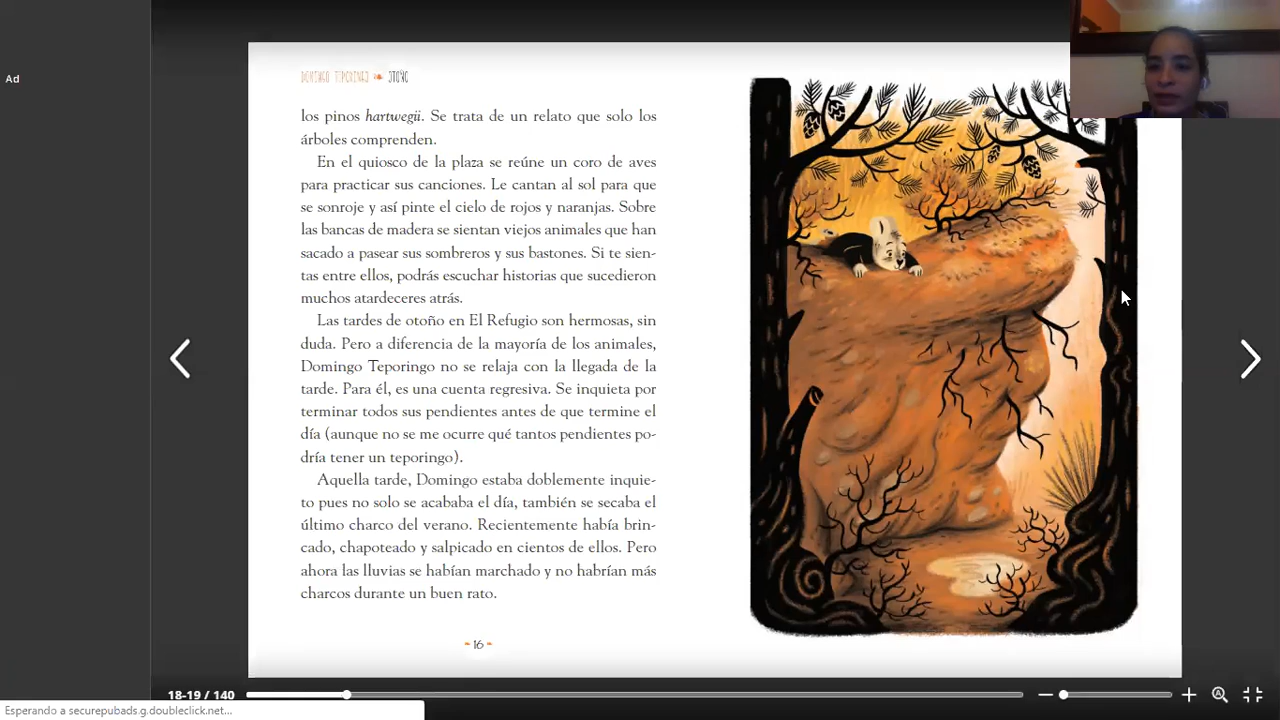 Ad
DOMINGO TEPORINGO OTOÑO
los pinos hartwegii. Se trata de un relato que solo los
árboles comprenden.
En el quiosco de la plaza se reúne un coro de aves
para practicar sus canciones. Le cantan al sol para que
se sonroje y así pinte el cielo de rojos y naranjas. Sobre
las bancas de madera se sientan viejos animales que han
sacado a pasear sus sombreros y sus bastones. Si te sien-
tas entre ellos, podrás escuchar historias que sucedieron
muchos atardeceres atrás.
Las tardes de otoño en El Refugio son hermosas, sin
duda. Pero a diferencia de la mayoría de los animales,
Domingo Teporingo no se relaja con la llegada de la
tarde. Para él, es una cuenta regresiva. Se inquieta por
terminar todos sus pendientes antes de que termine el
día (aunque no se me ocurre qué tantos pendientes po-
dría tener un teporingo).
Aquella tarde, Domingo estaba doblemente inquie-
to pues no solo se acababa el día, también se secaba el
último charco del verano. Recientemente había brin-
cado, chapoteado y salpicado en cientos de ellos. Pero
ahora las lluvias se habían marchado y no habrían más
charcos durante un buen rato.
- 16 -
18-19 / 140
Esperando a securepubads.g.doubleclick.net...